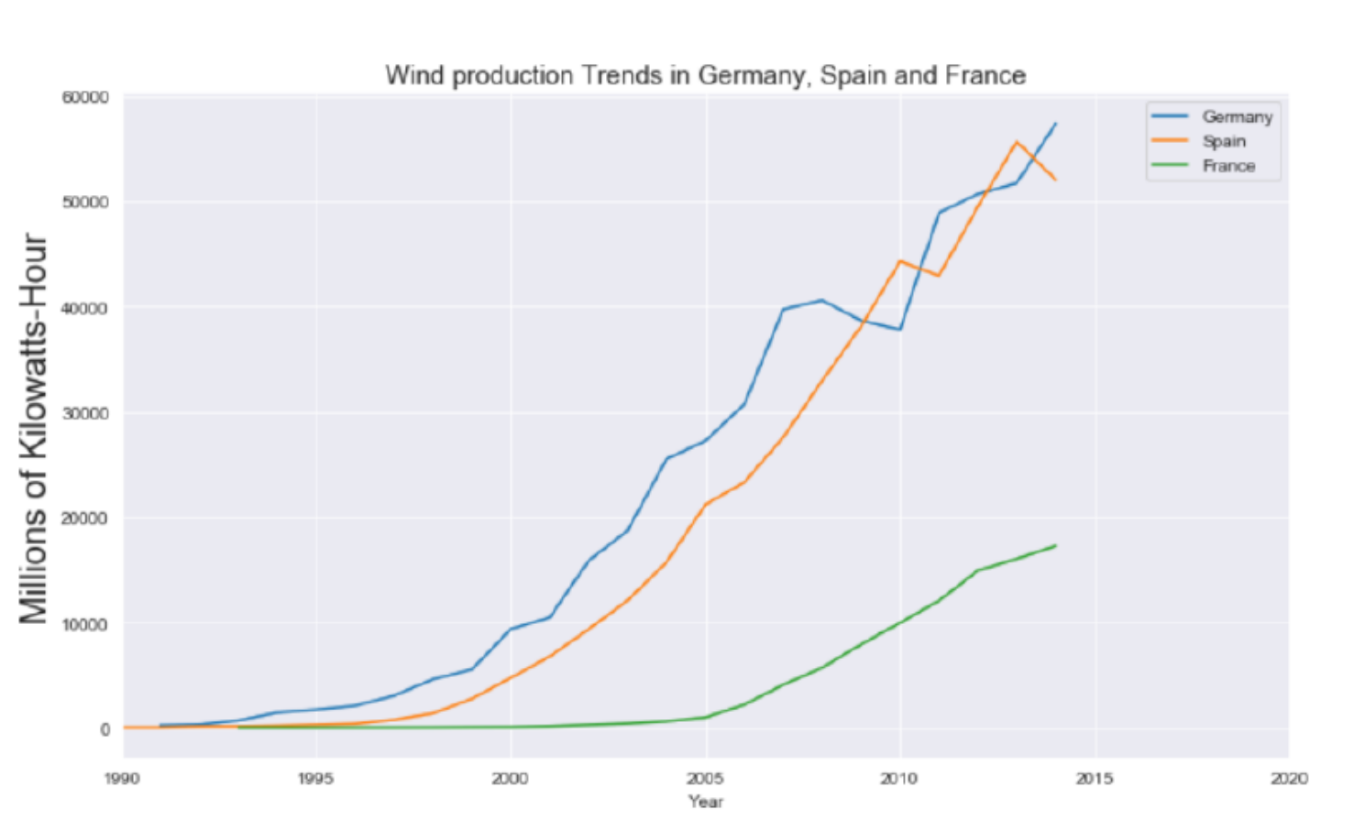 Wind production Trends in Germany, Spain and France
60000
50000
40000
30000
20000
10000
0
Millions of Kilowatts-Hour
Germany
Spain
France
1990 1995 2000 2005 2010 2015 2020
Year